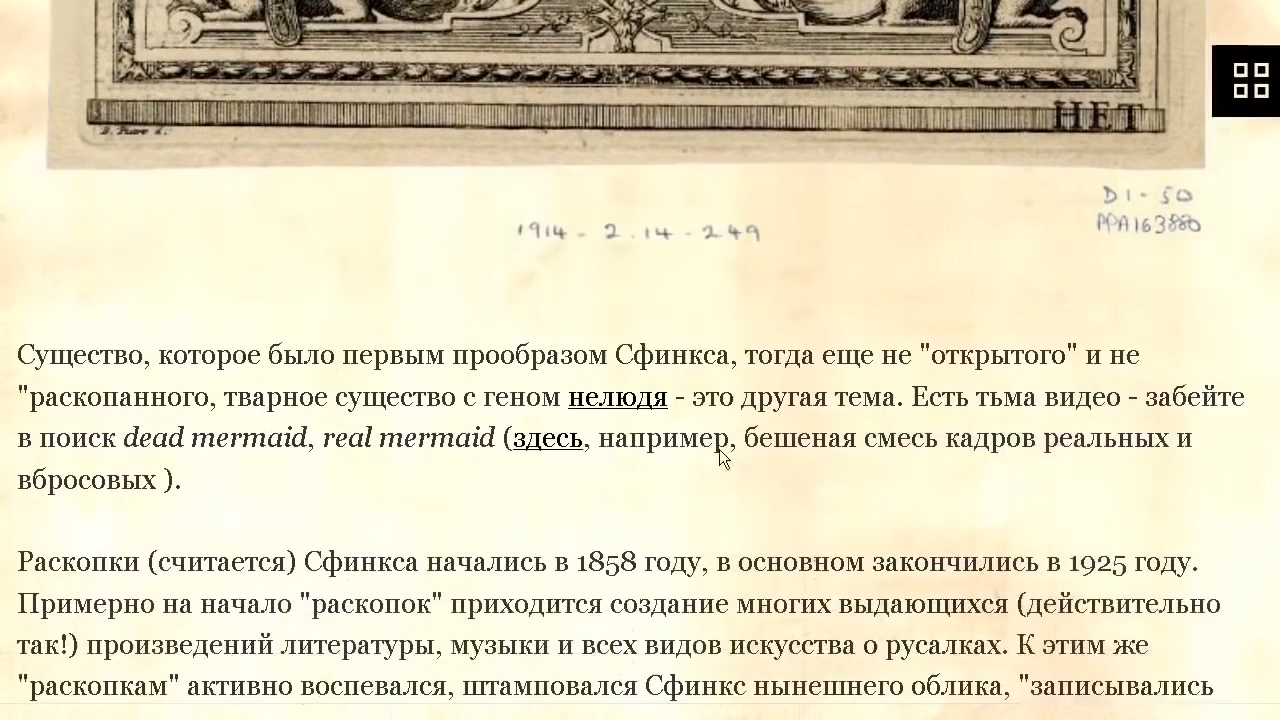 НЕТ
D1-50
PPA163880
1914 - 2.14 - 249
Существо, которое было первым прообразом Сфинкса, тогда еще не "открытого" и не
"раскопанного, тварное существо с геном нелюдя - это другая тема. Есть тьма видео - забейте
в поиск dead mermaid, real mermaid (здесь, например, бешеная смесь кадров реальных и
вбросовых ).
Раскопки (считается) Сфинкса начались в 1858 году, в основном закончились в 1925 году.
Примерно на начало "раскопок" приходится создание многих выдающихся (действительно
так!) произведений литературы, музыки и всех видов искусства о русалках. К этим же
"раскопкам" активно воспевался, штамповался Сфинкс нынешнего облика, "записывались